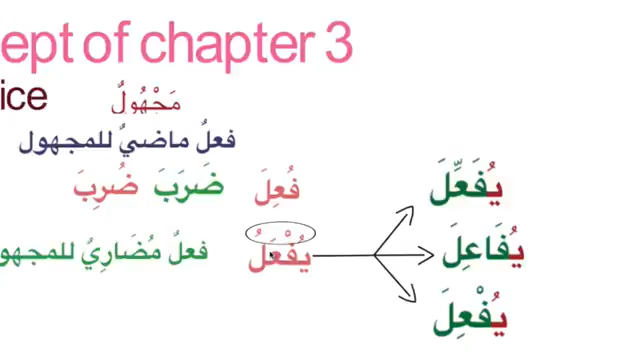 ept of chapter 3
ice مَجْهُولٌ
فعلٌ ماضيٌ للمجهول
فُعِلَ ضَرَبَ ضُرِبَ
يُفَعِّلَ
يُفْعَلُ فعلٌ مُضَارِيٌ للمجهو
يُفَاعِلَ
يُفْعِلَ